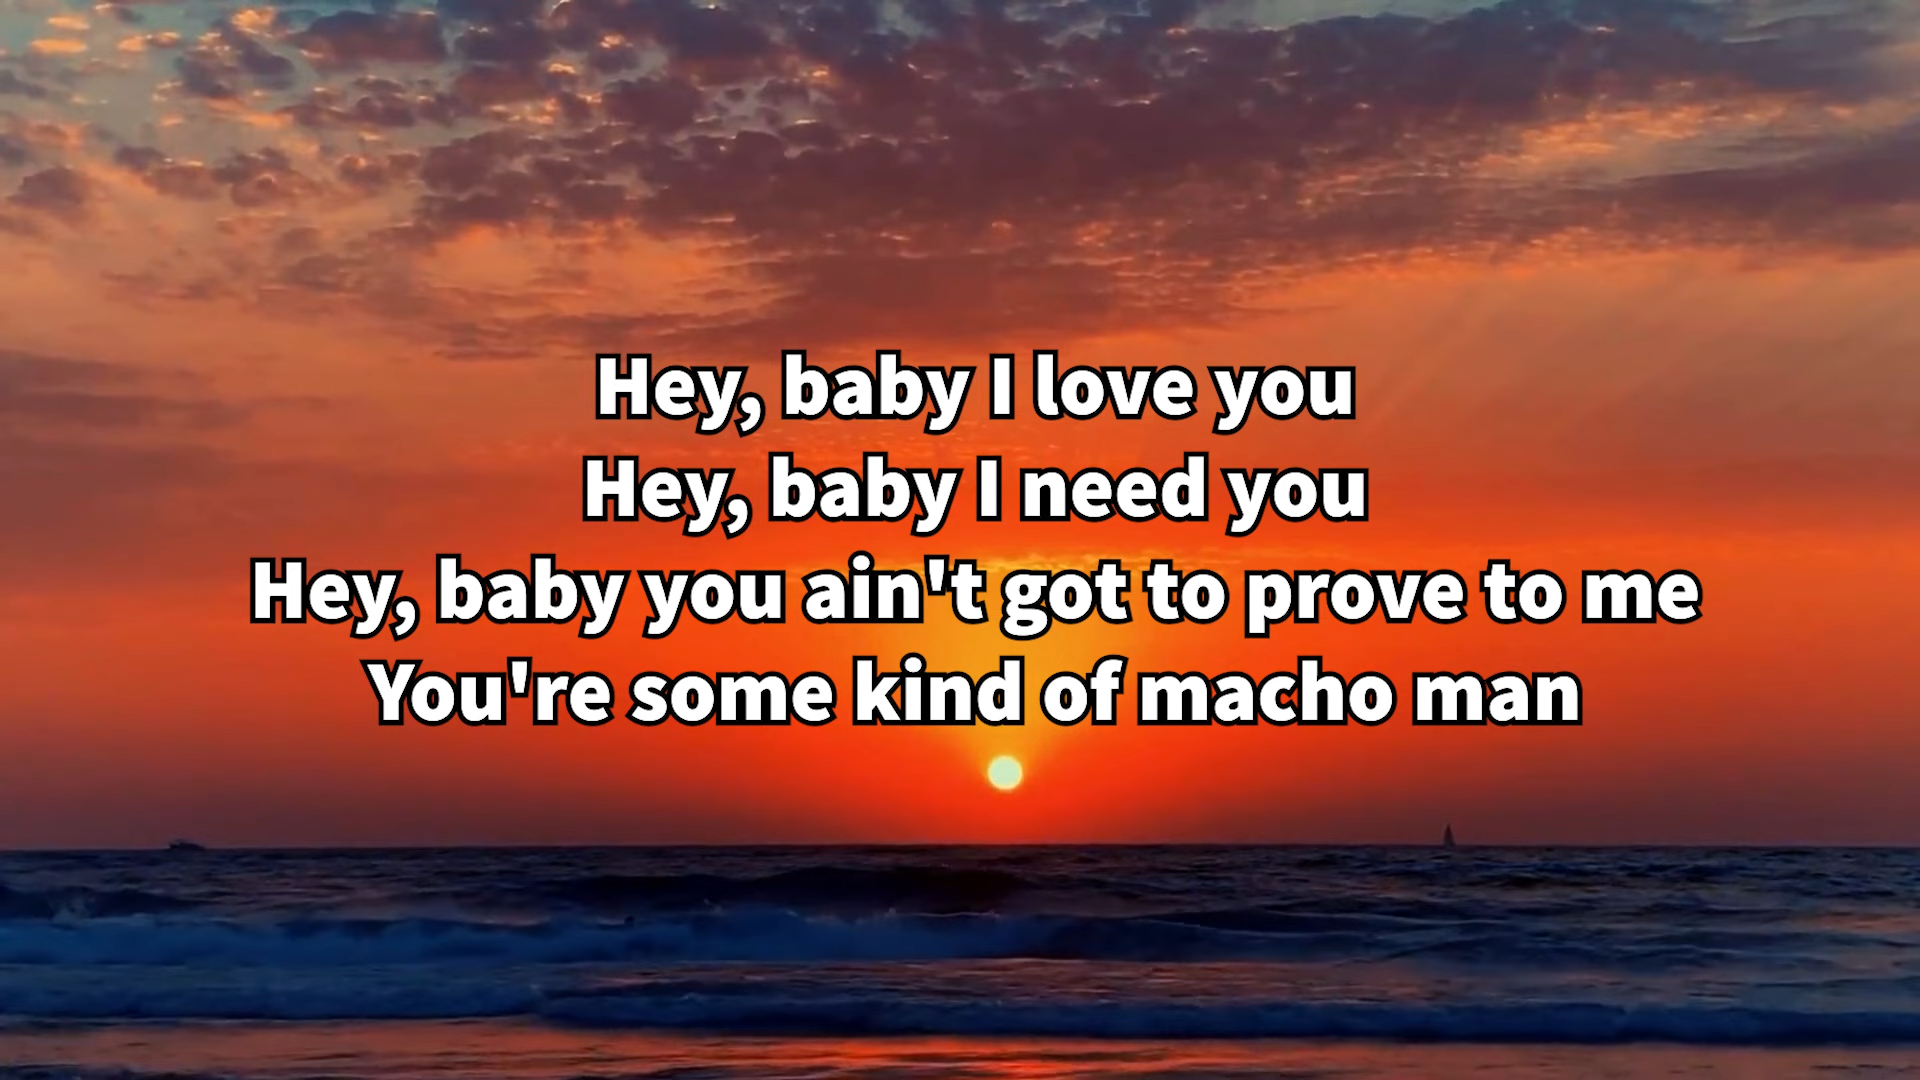 Hey, baby I love you
Hey, baby I need you
Hey, baby you ain't got to prove to me
You're some kind of macho man